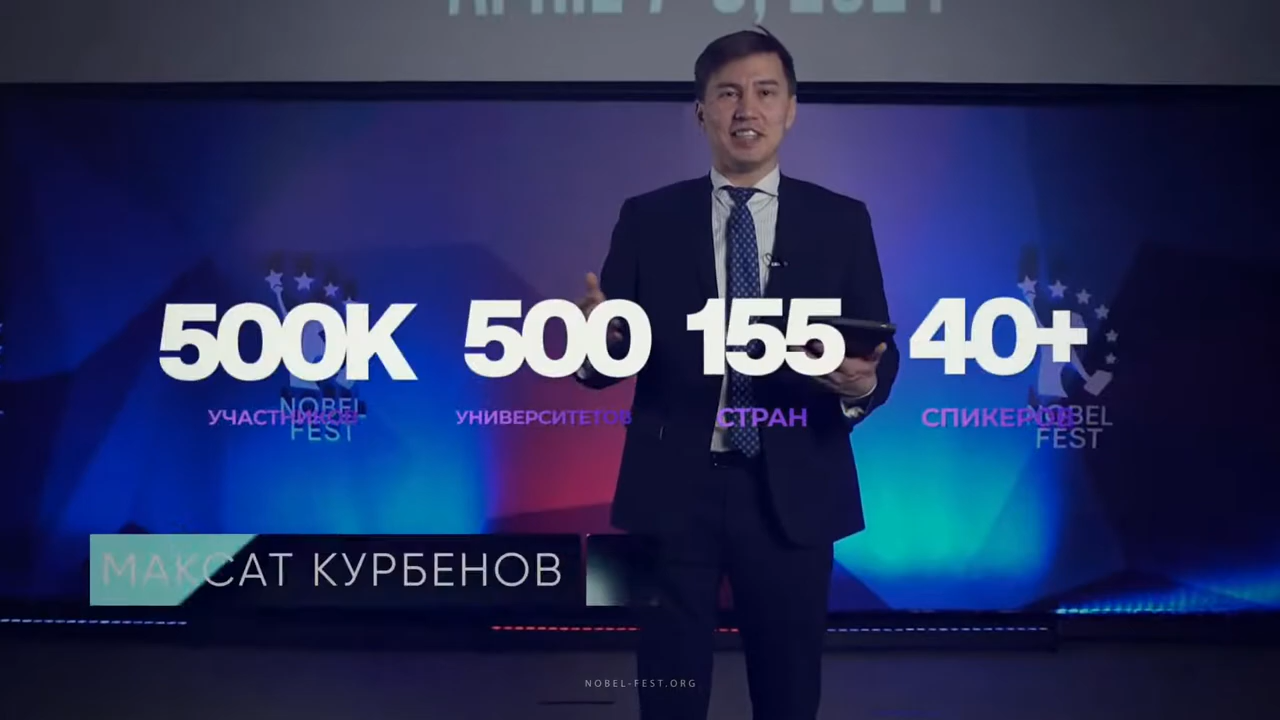 500K 500 155 40+
УЧАСТНИКОВ УНИВЕРСИТЕТОВ СТРАН СПИКЕРОВ
NOBEL
FEST
NOBEL
FEST
МАКСАТ КУРБЕНОВ
NOBEL-FEST.ORG